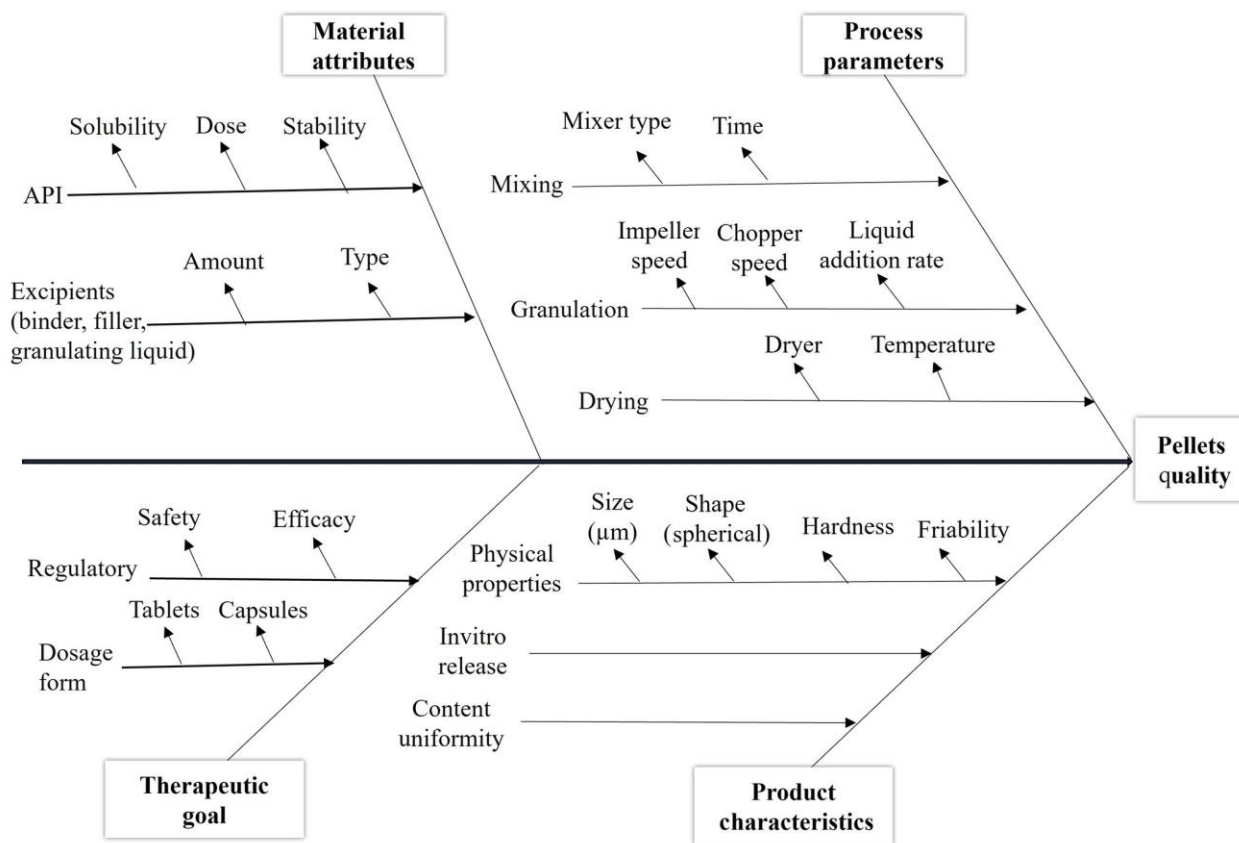 Material
attributes
Process
parameters
Solubility
Dose
Stability
API
Amount
Type
Excipients
(binder, filler,
granulating liquid)
Mixer type
Time
Mixing
Impeller
speed
Chopper
speed
Liquid
addition rate
Granulation
Dryer
Temperature
Drying
Pellets
quality
Safety
Efficacy
Regulatory
Tablets
Capsules
Dosage
form
Size
(µm)
Shape
(spherical)
Hardness
Friability
Physical
properties
Invitro
release
Content
uniformity
Therapeutic
goal
Product
characteristics